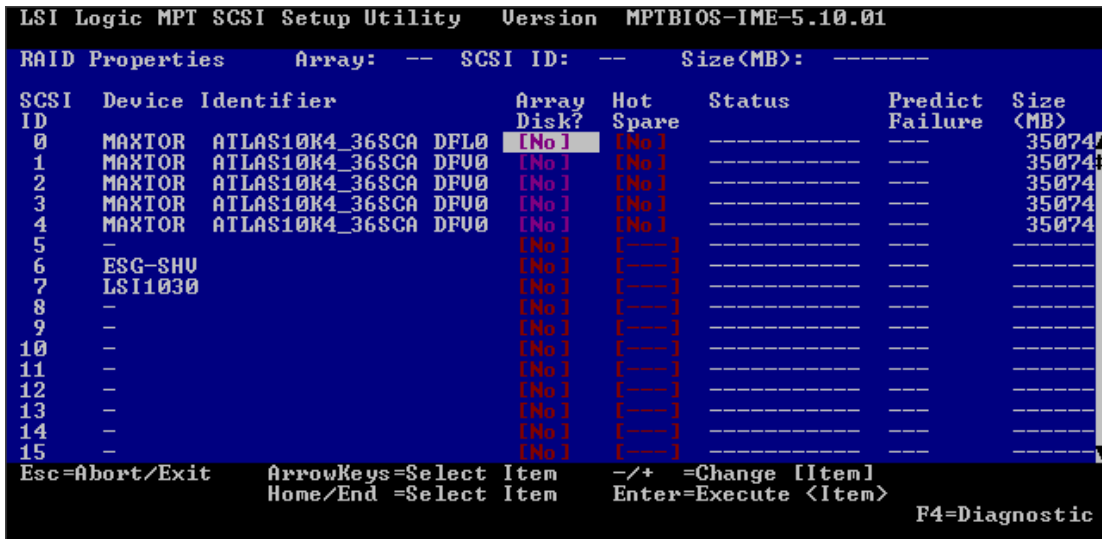 LSI Logic MPT SCSI Setup Utility Version MPTBIOS-IME-5.10.01
RAID Properties Array: -- SCSI ID: -- Size(MB): -------
SCSI Device Identifier Array Hot Status Predict Size
ID Disk? Spare Failure (MB)
0 MAXTOR ATLAS10K4_36SCA DFL0 [No] [No] ----------- --- 35074
1 MAXTOR ATLAS10K4_36SCA DFV0 [No] [No] ----------- --- 35074
2 MAXTOR ATLAS10K4_36SCA DFV0 [No] [No] ----------- --- 35074
3 MAXTOR ATLAS10K4_36SCA DFV0 [No] [No] ----------- --- 35074
4 MAXTOR ATLAS10K4_36SCA DFV0 [No] [No] ----------- --- 35074
5 - [No] [---] ----------- --- ------
6 ESG-SHV [No] [---] ----------- --- ------
7 LSI1030 [No] [---] ----------- --- ------
8 - [No] [---] ----------- --- ------
9 - [No] [---] ----------- --- ------
10 - [No] [---] ----------- --- ------
11 - [No] [---] ----------- --- ------
12 - [No] [---] ----------- --- ------
13 - [No] [---] ----------- --- ------
14 - [No] [---] ----------- --- ------
15 - [No] [---] ----------- --- ------
Esc=Abort/Exit ArrowKeys=Select Item -/+ =Change [Item]
Home/End =Select Item Enter=Execute <Item>
F4=Diagnostic